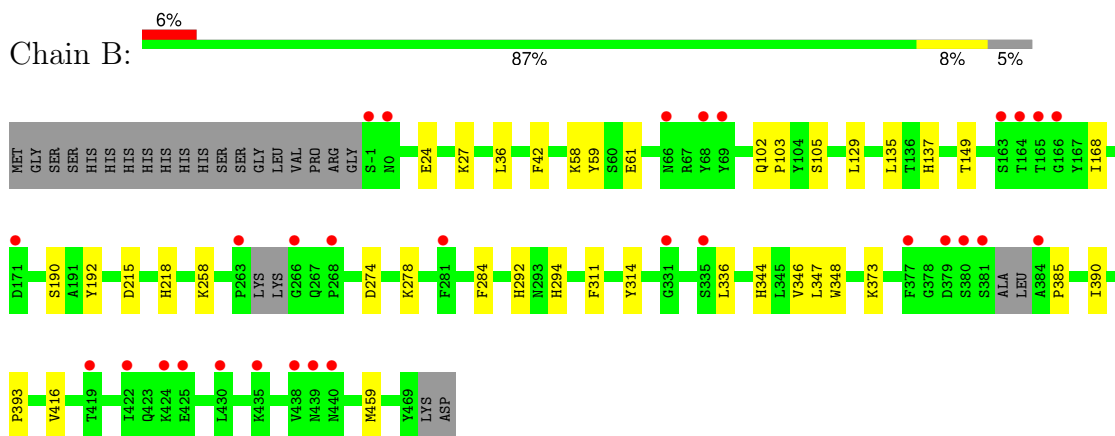 6%
Chain B:
87% 8% 5%
MET GLY SER SER HIS HIS HIS HIS HIS HIS HIS SER SER GLY LEU VAL PRO ARG GLY S-1 N0 E24 K27 L36 F42 K58 Y59 S60 E61 N66 R67 Y68 Y69 Q102 P103 Y104 S105 L129 L135 T136 H137 T149 S163 T164 T165 G166 Y167 I168
D171 S190 A191 Y192 D215 H218 K258 P263 LYS LYS G266 Q267 P268 D274 K278 F281 F284 H292 N293 H294 F311 Y314 G331 S335 L336 H344 L345 V346 L347 W348 K373 F377 G378 D379 S380 S381 ALA LEU A384 P385 I390
P393 V416 T419 I422 Q423 K424 E425 L430 K435 V438 N439 N440 M459 Y469 LYS ASP